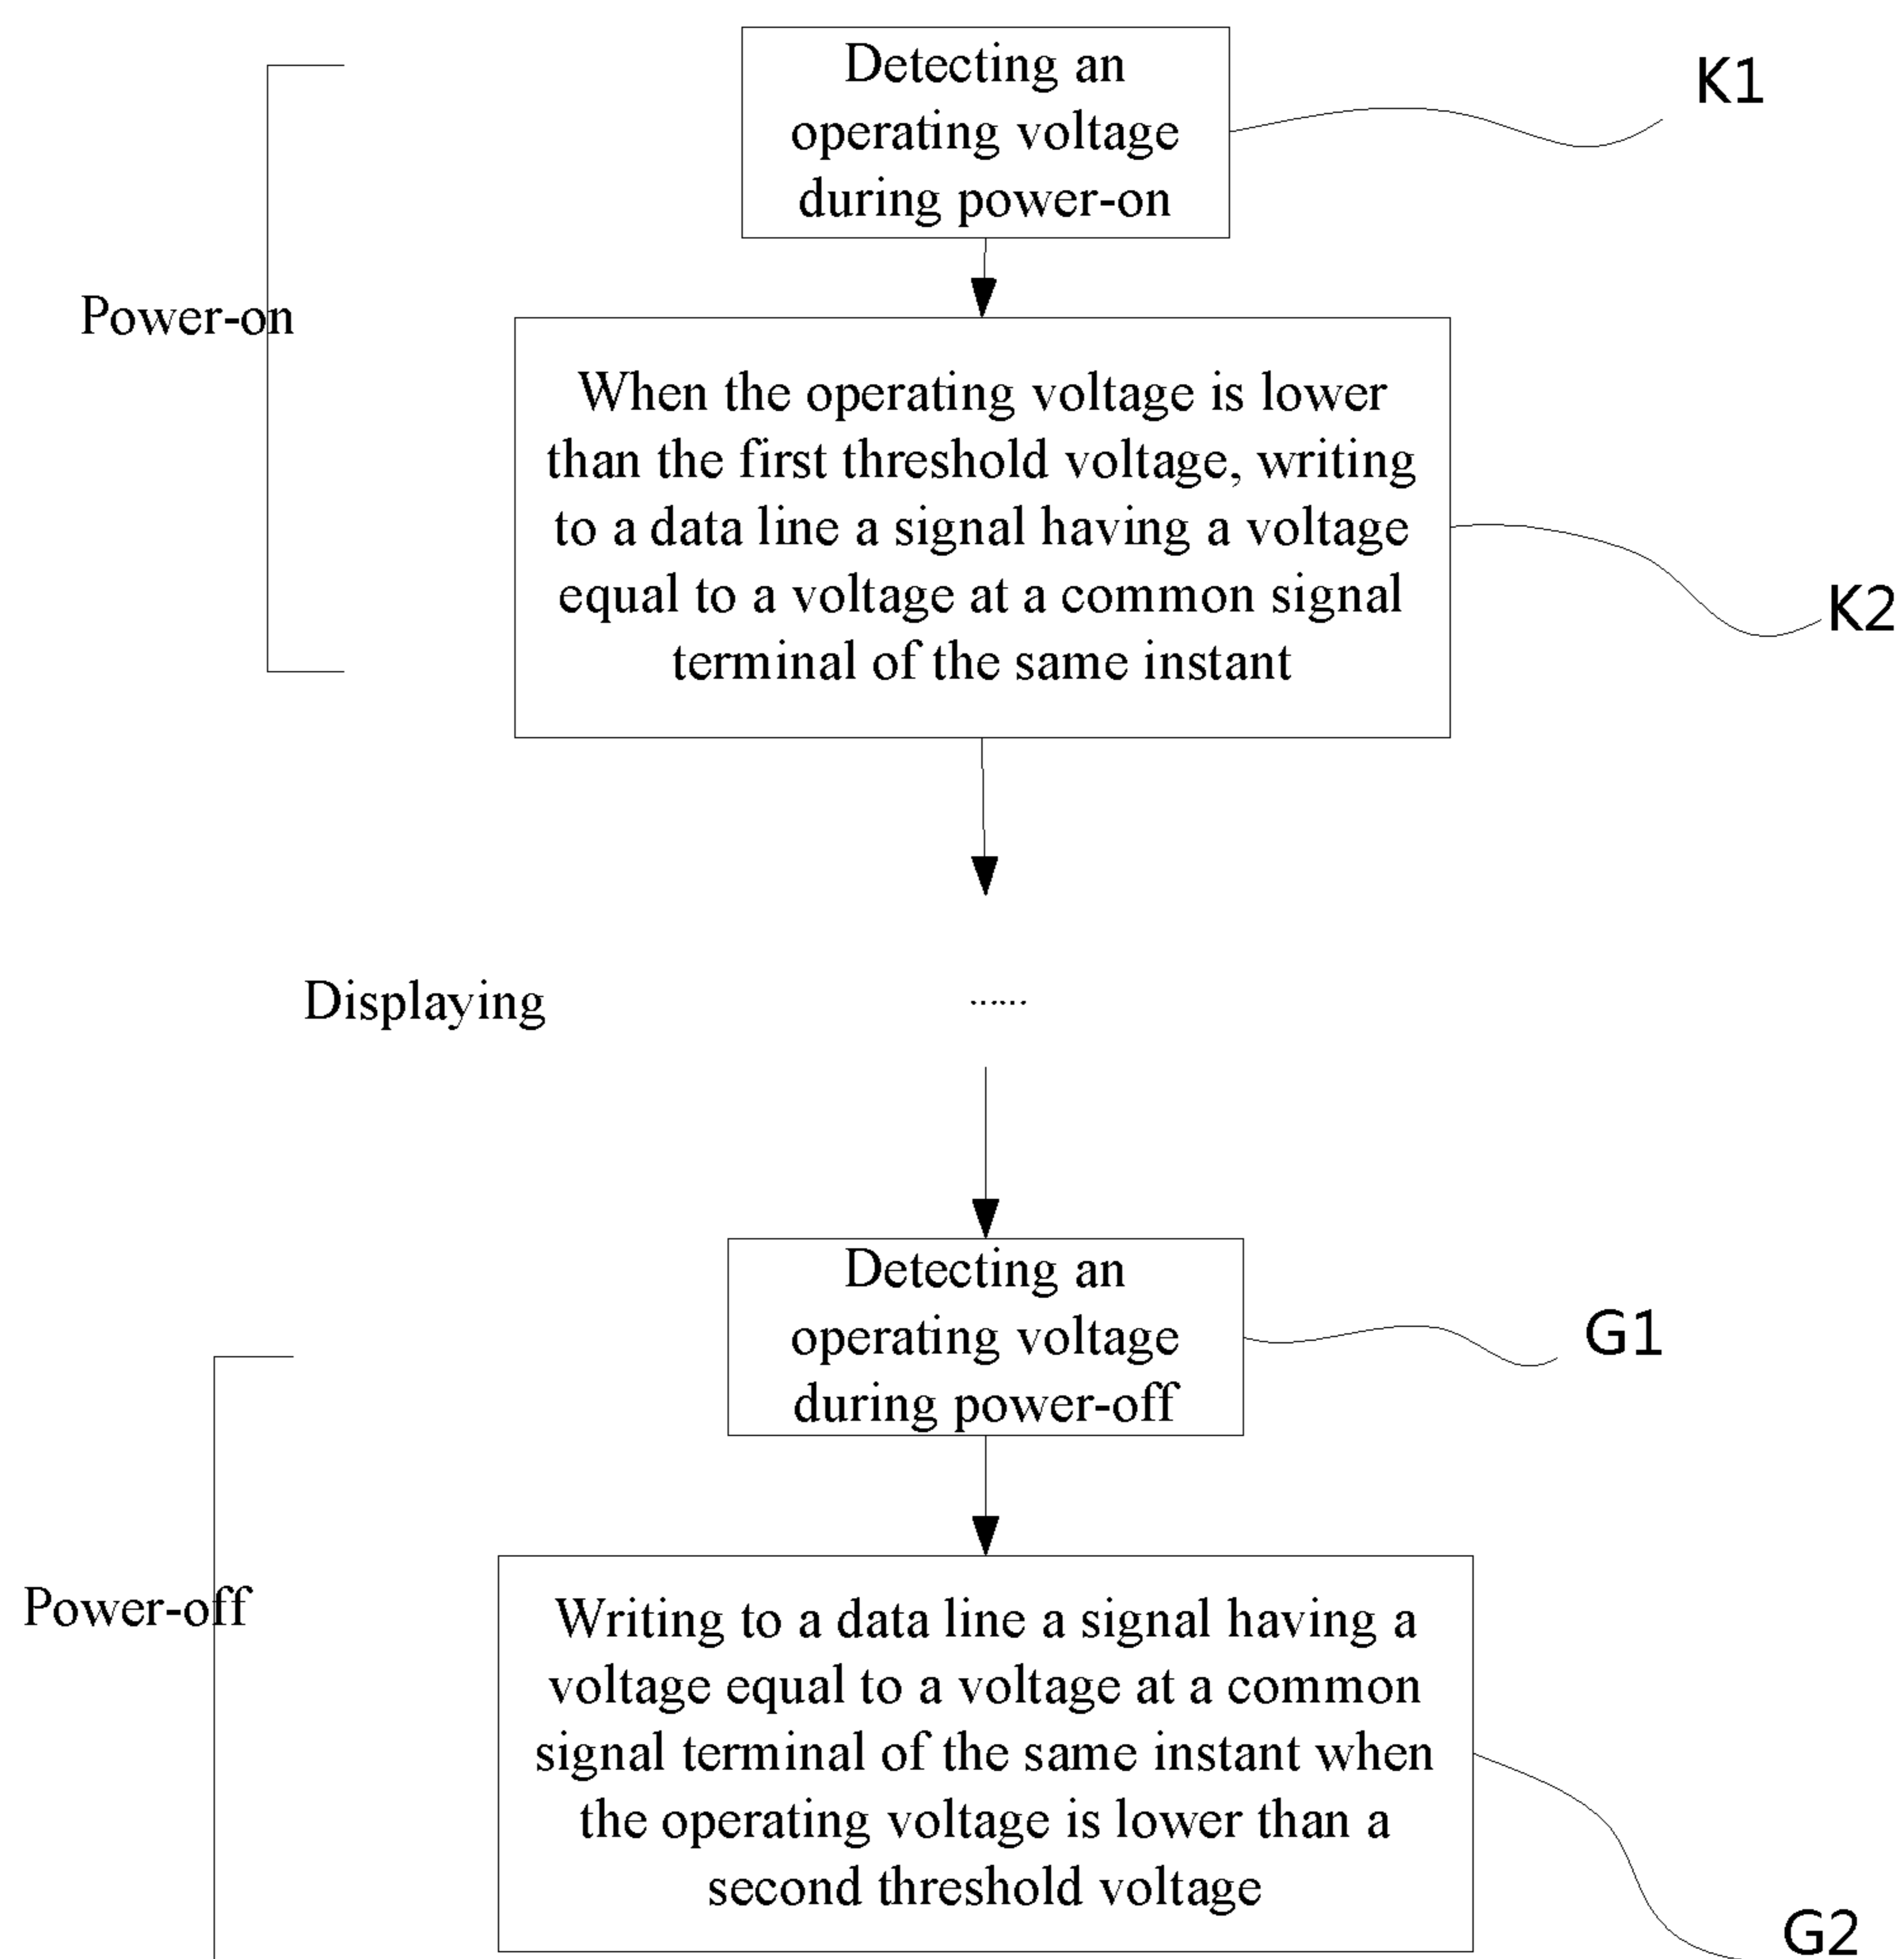 Detecting an
operating voltage
during power-on
K1
Power-on
When the operating voltage is lower
than the first threshold voltage, writing
to a data line a signal having a voltage
equal to a voltage at a common signal
terminal of the same instant
K2
Displaying
......
Detecting an
operating voltage
during power-off
G1
Power-off
Writing to a data line a signal having a
voltage equal to a voltage at a common
signal terminal of the same instant when
the operating voltage is lower than a
second threshold voltage
G2